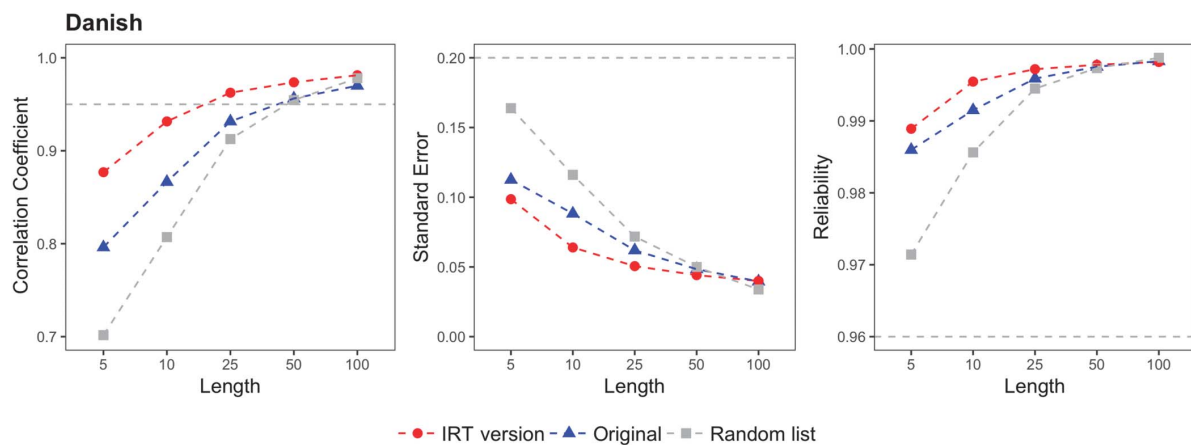 Danish
1.0
0.9
0.8
0.7
Correlation Coefficient
5 10 25 50 100
Length
0.20
0.15
0.10
0.05
0.00
Standard Error
5 10 25 50 100
Length
1.00
0.99
0.98
0.97
0.96
Reliability
5 10 25 50 100
Length
IRT version Original Random list